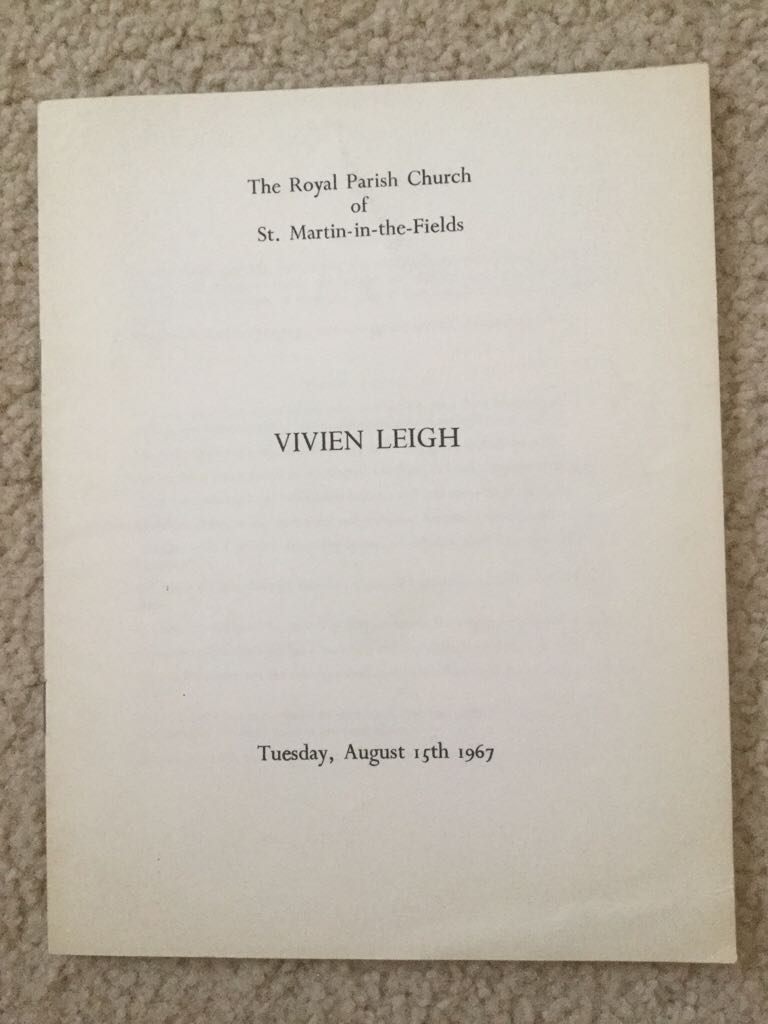 The Royal Parish Church
of
St. Martin-in-the-Fields
VIVIEN LEIGH
Tuesday, August 15th 1967